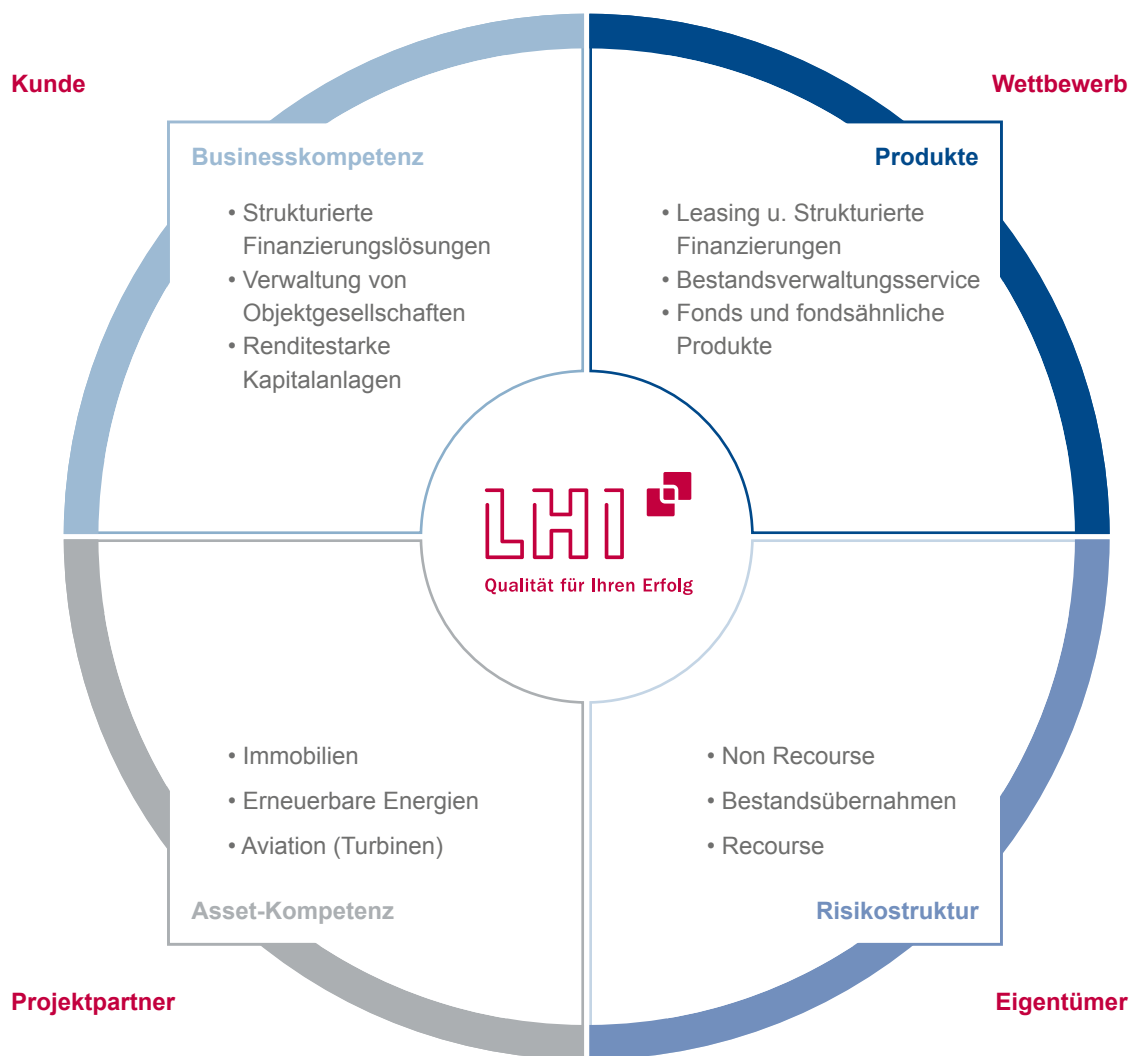 Kunde
Wettbewerb
Businesskompetenz
• Strukturierte
Finanzierungslösungen
• Verwaltung von
Objektgesellschaften
• Renditestarke
Kapitalanlagen
Produkte
• Leasing u. Strukturierte
Finanzierungen
• Bestandsverwaltungsservice
• Fonds und fondsähnliche
Produkte
LHI
Qualität für Ihren Erfolg
• Immobilien
• Erneuerbare Energien
• Aviation (Turbinen)
Asset-Kompetenz
• Non Recourse
• Bestandsübernahmen
• Recourse
Risikostruktur
Projektpartner
Eigentümer